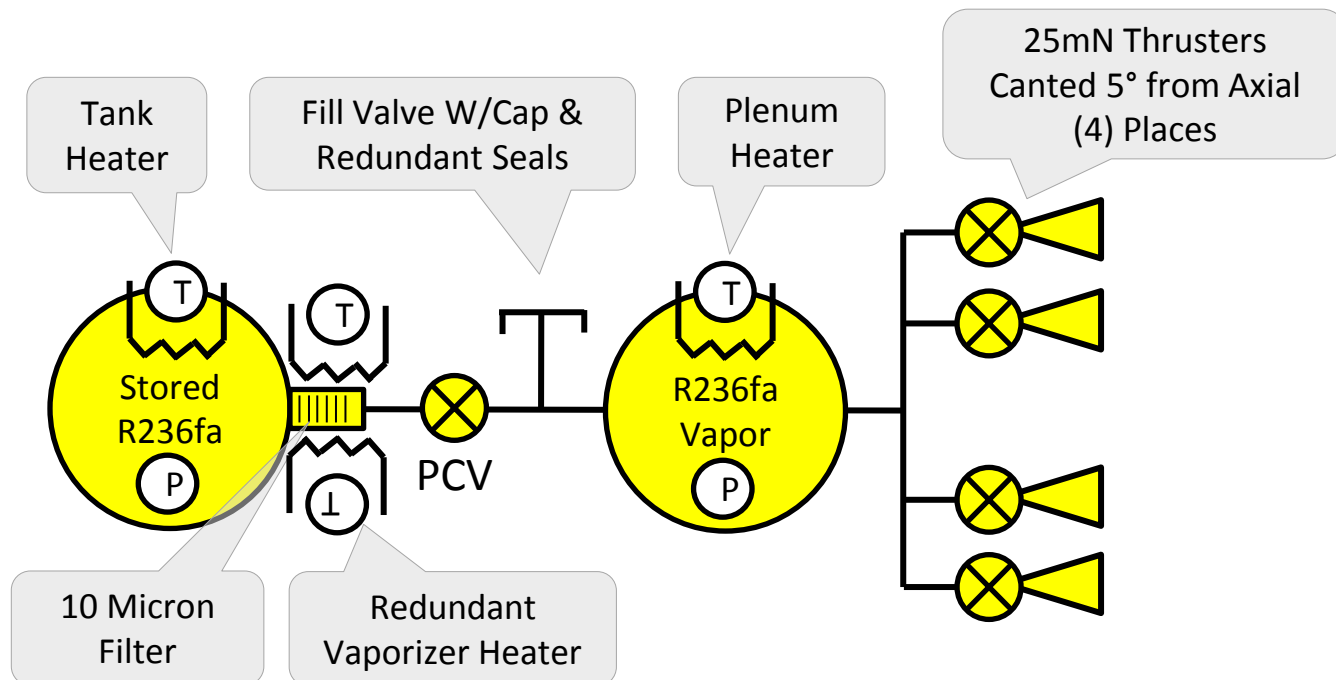 25mN Thrusters
Canted 5° from Axial
(4) Places
Tank
Heater
Fill Valve W/Cap &
Redundant Seals
Plenum
Heater
T
T
T
Stored
R236fa
P
PCV
R236fa
Vapor
P
T
10 Micron
Filter
Redundant
Vaporizer Heater